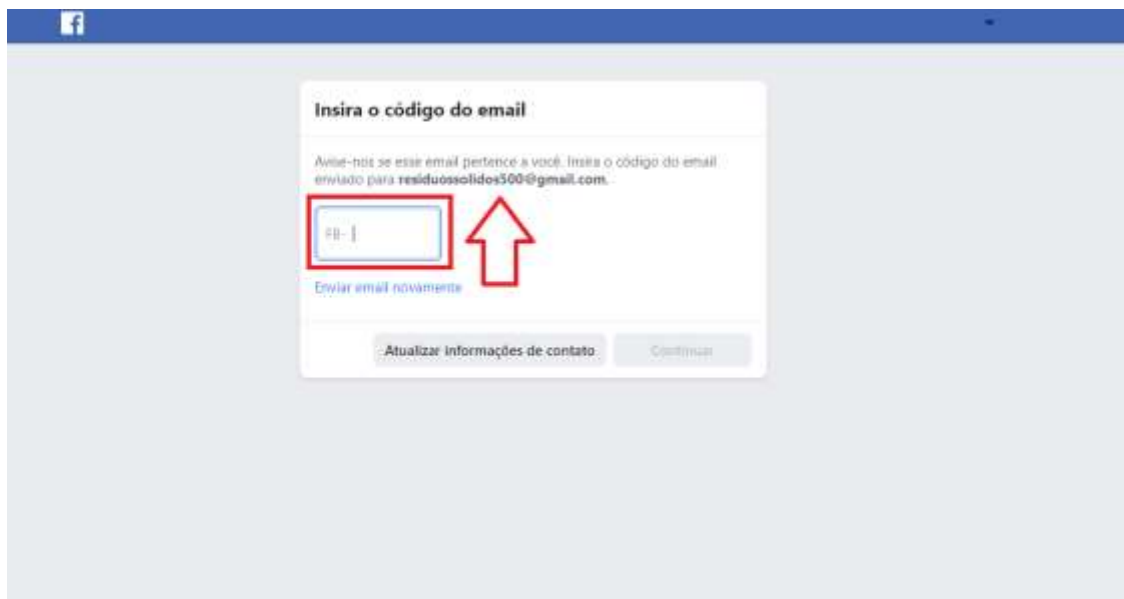 f
Insira o código do email
Avise-nos se esse email pertence a você. Insira o código do email
enviado para residuossolidos500@gmail.com.
FB-
Enviar email novamente
Atualizar informações de contato
Continuar